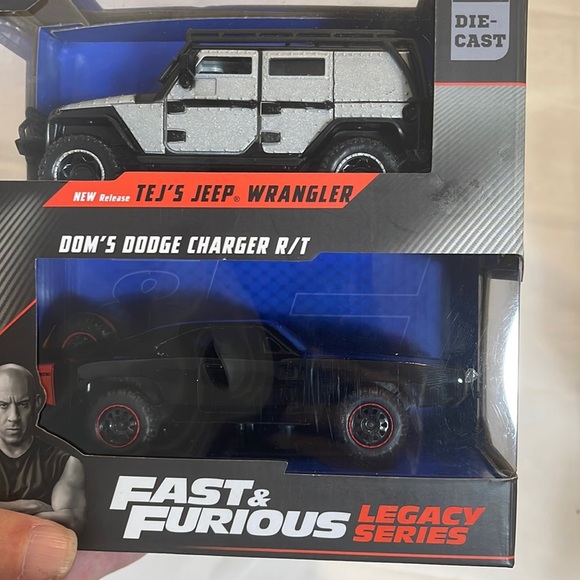 DIE-
CAST
NEW Release TEJ'S JEEP® WRANGLER
DOM'S DODGE CHARGER R/T
FAST &
FURIOUS
LEGACY
SERIES